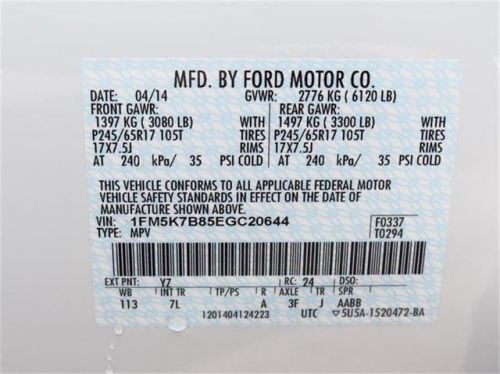 MFD. BY FORD MOTOR CO.
DATE: 04/14 GVWR: 2776 KG ( 6120 LB)
FRONT GAWR: REAR GAWR:
1397 KG ( 3080 LB) WITH 1497 KG ( 3300 LB) WITH
P245/65R17 105T TIRES P245/65R17 105T TIRES
17X7.5J RIMS 17X7.5J RIMS
AT 240 kPa/ 35 PSI COLD AT 240 kPa/ 35 PSI COLD
THIS VEHICLE CONFORMS TO ALL APPLICABLE FEDERAL MOTOR
VEHICLE SAFETY STANDARDS IN EFFECT ON THE DATE OF
MANUFACTURE SHOWN ABOVE.
VIN: 1FM5K7B85EGC20644 F0337
TYPE: MPV T0294
EXT PNT: YZ RC: 24 DSO:
WB INT TR TP/PS R AXLE TR SPR
113 7L A 3F J AABB
1201404124223 UTC ▽5U5A-1520472-BA